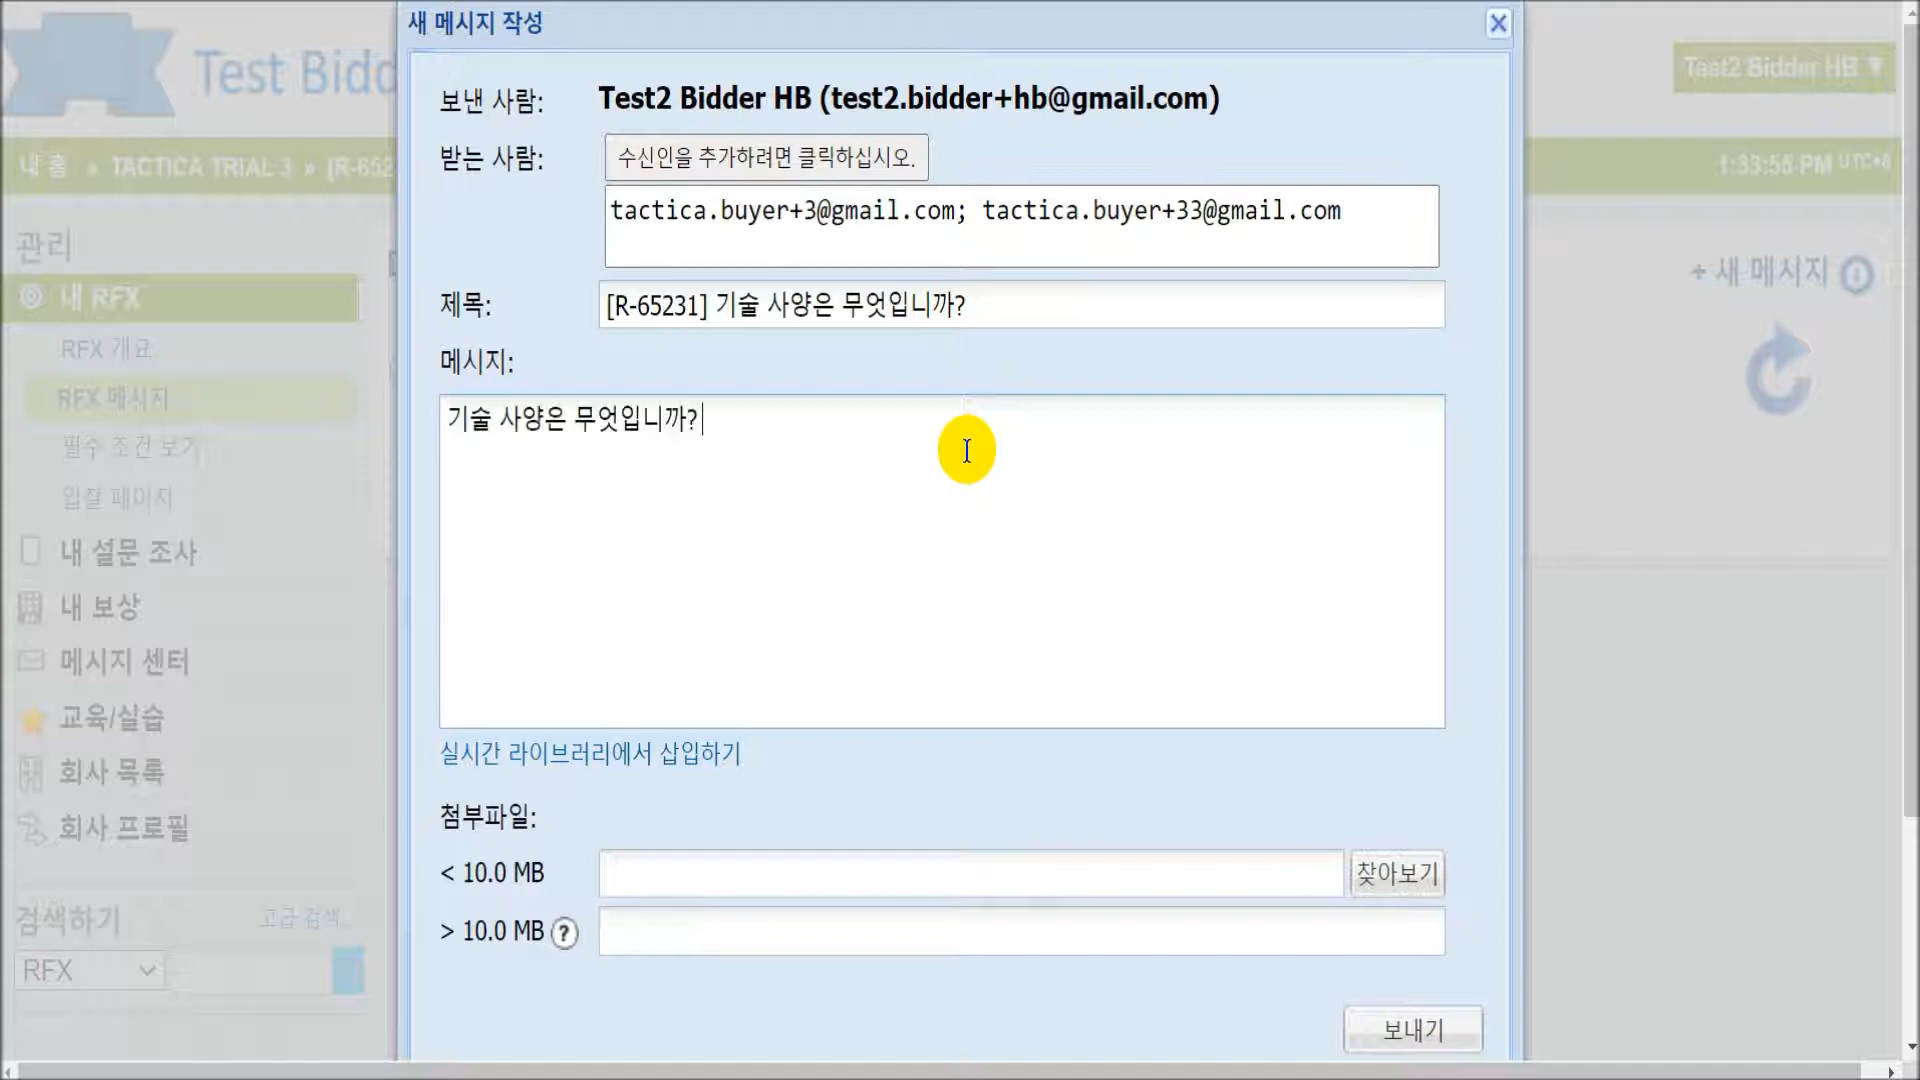 새 메시지 작성
Test Bidd
Test2 Bidder HB ▼
보낸 사람: Test2 Bidder HB (test2.bidder+hb@gmail.com)
받는 사람: 수신인을 추가하려면 클릭하십시오.
tactica.buyer+3@gmail.com; tactica.buyer+33@gmail.com
내 홈 » TACTICA TRIAL 3 » [R-652
1:33:55 PM UTC+8
관리
+ 새 메시지
내 RFX
제목: [R-65231] 기술 사양은 무엇입니까?
RFX 개요
메시지:
RFX 메시지
기술 사양은 무엇입니까?
필수 조건 보기
입찰 페이지
내 설문 조사
내 보상
메시지 센터
교육/실습
실시간 라이브러리에서 삽입하기
회사 목록
첨부파일:
회사 프로필
< 10.0 MB 찾아보기
> 10.0 MB ?
검색하기 고급 검색..
RFX
보내기